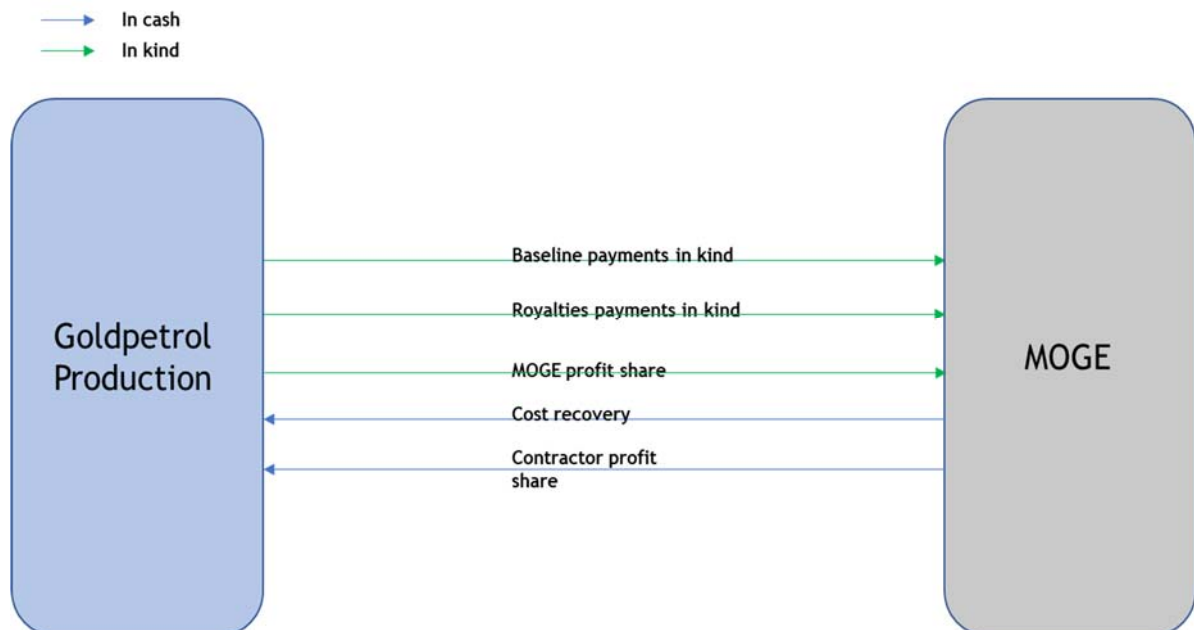 In cash
In kind
Goldpetrol
Production
Baseline payments in kind
Royalties payments in kind
MOGE profit share
Cost recovery
Contractor profit
share
MOGE